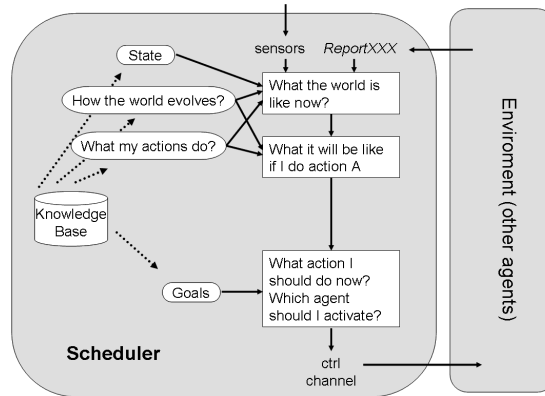 sensors
ReportXXX
State
What the world is
like now?
How the world evolves?
What my actions do?
What it will be like
if I do action A
Knowledge
Base
What action I
should do now?
Which agent
should I activate?
Goals
Scheduler
ctrl
channel
Enviroment (other agents)